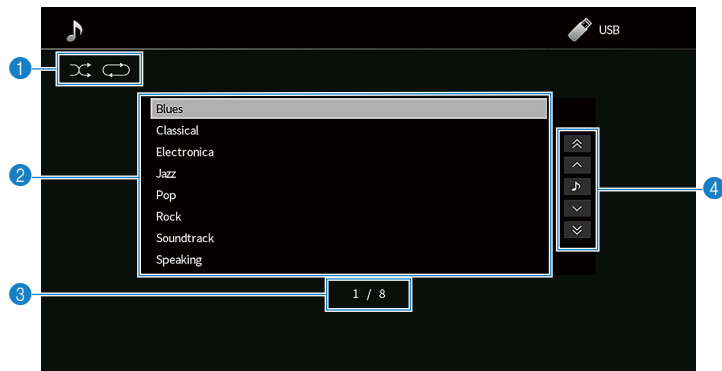 USB
1
Blues
Classical
Electronica
2
Jazz
4
Pop
Rock
Soundtrack
Speaking
3
1 / 8